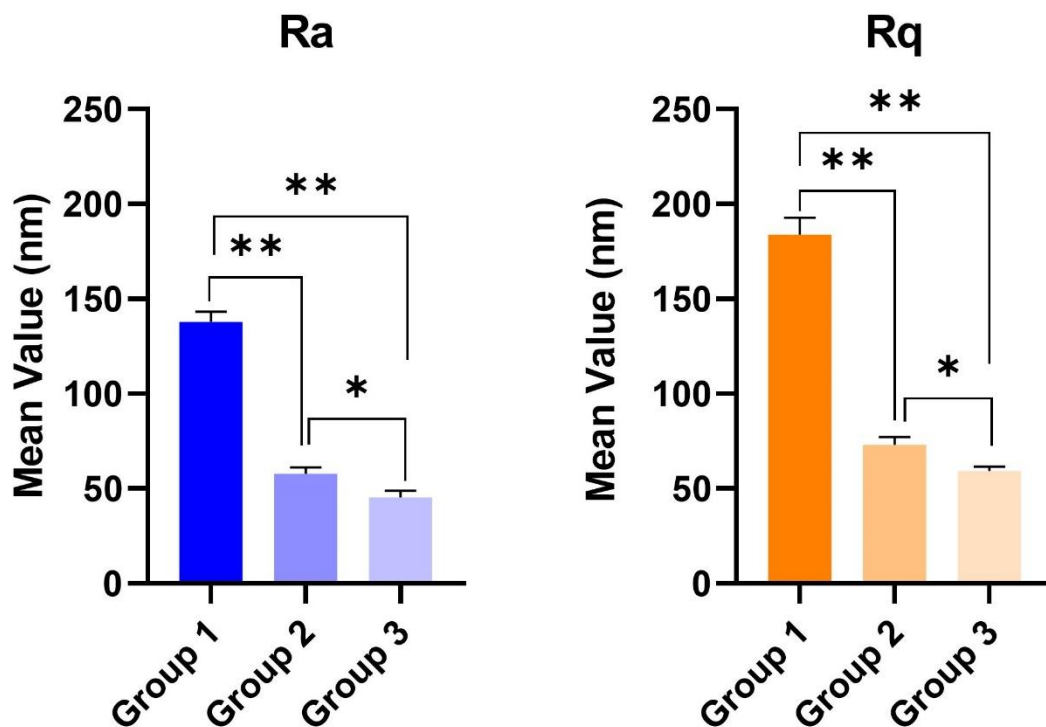 Ra
Mean Value (nm)
250
200
150
100
50
0
**
**
*
Group 1
Group 2
Group 3
Rq
Mean Value (nm)
250
200
150
100
50
0
**
**
*
Group 1
Group 2
Group 3